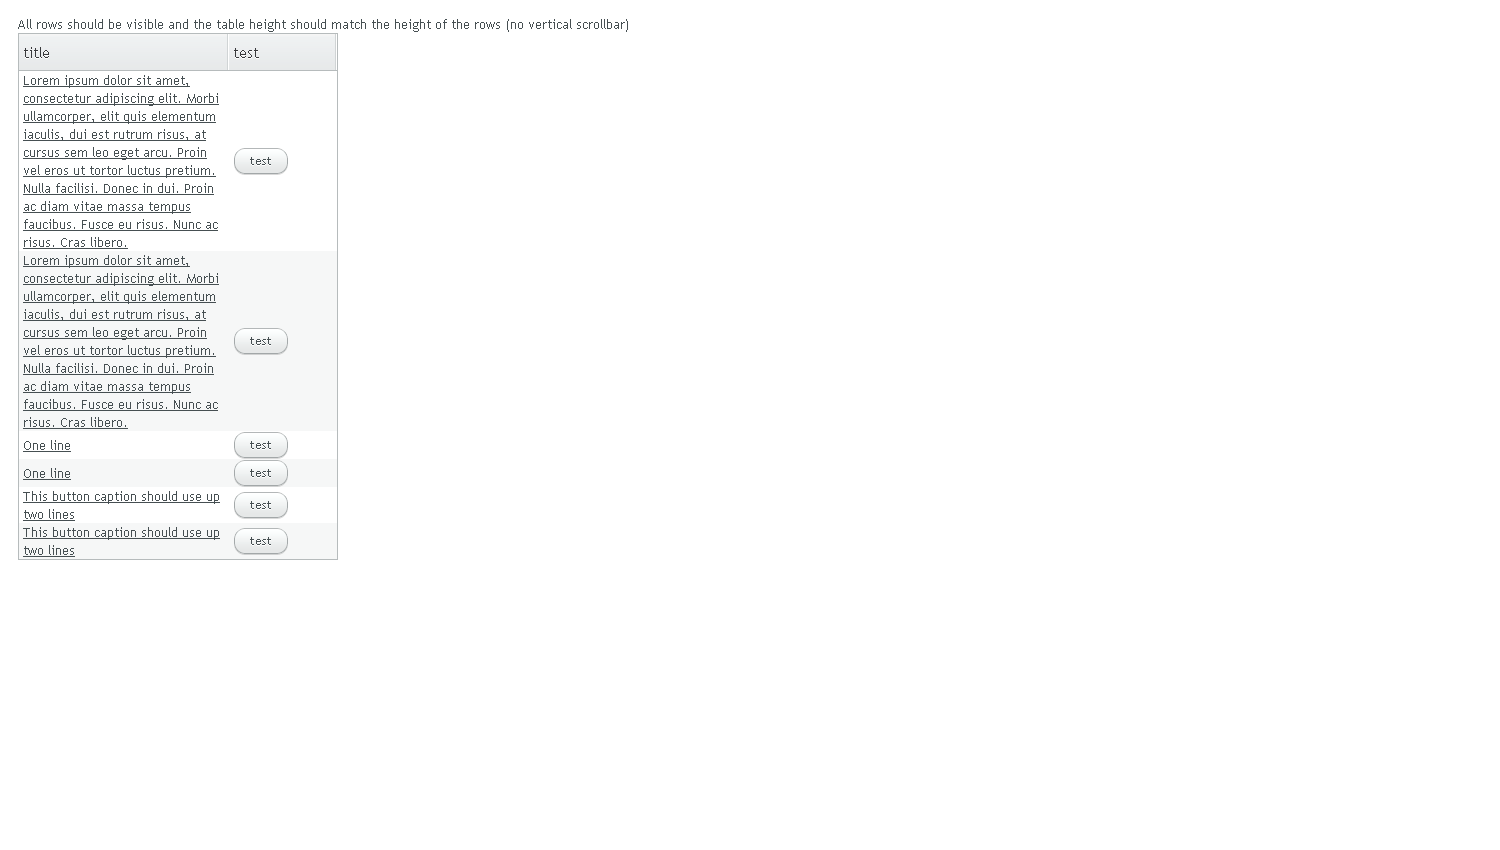 All rows should be visible and the table height should match the height of the rows (no vertical scrollbar)
title test
Lorem ipsum dolor sit amet,
consectetur adipiscing elit. Morbi
ullamcorper, elit quis elementum
iaculis, dui est rutrum risus, at
cursus sem leo eget arcu. Proin
vel eros ut tortor luctus pretium.
Nulla facilisi. Donec in dui. Proin
ac diam vitae massa tempus
faucibus. Fusce eu risus. Nunc ac
risus. Cras libero.
test
Lorem ipsum dolor sit amet,
consectetur adipiscing elit. Morbi
ullamcorper, elit quis elementum
iaculis, dui est rutrum risus, at
cursus sem leo eget arcu. Proin
vel eros ut tortor luctus pretium.
Nulla facilisi. Donec in dui. Proin
ac diam vitae massa tempus
faucibus. Fusce eu risus. Nunc ac
risus. Cras libero.
test
One line test
One line test
This button caption should use up
two lines
test
This button caption should use up
two lines
test